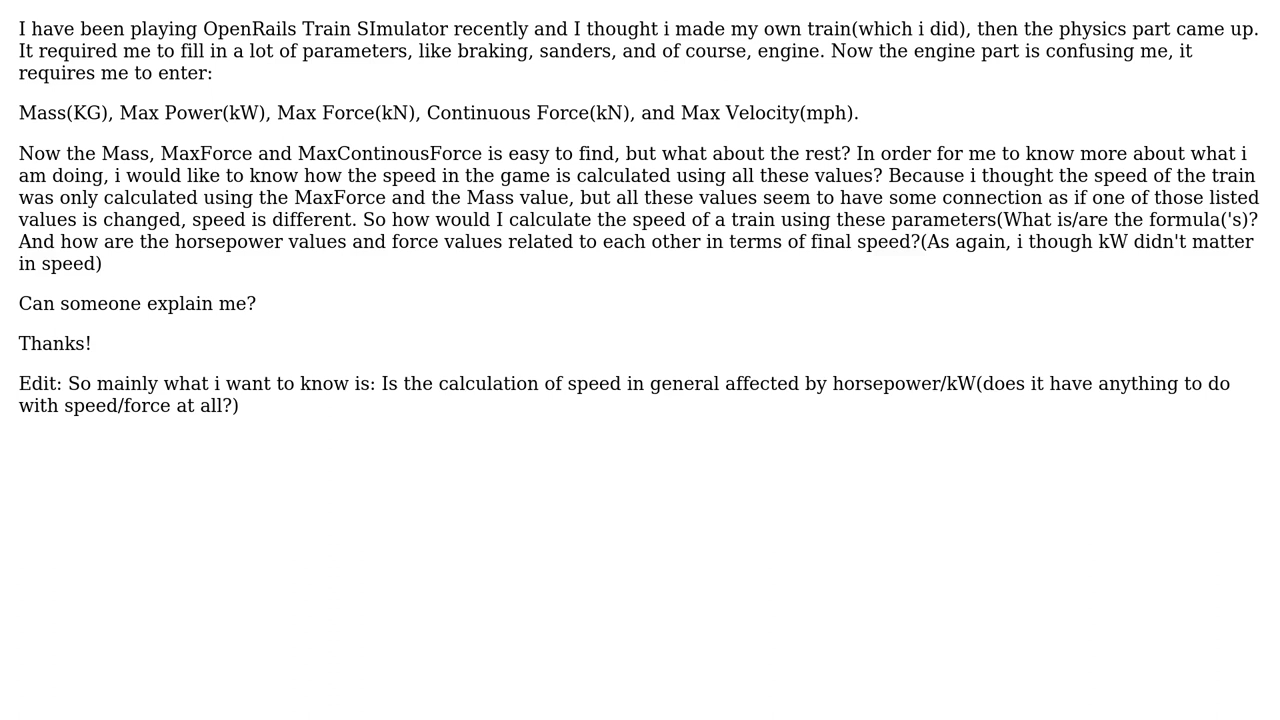 I have been playing OpenRails Train SImulator recently and I thought i made my own train(which i did), then the physics part came up.
It required me to fill in a lot of parameters, like braking, sanders, and of course, engine. Now the engine part is confusing me, it
requires me to enter:
Mass(KG), Max Power(kW), Max Force(kN), Continuous Force(kN), and Max Velocity(mph).
Now the Mass, MaxForce and MaxContinousForce is easy to find, but what about the rest? In order for me to know more about what i
am doing, i would like to know how the speed in the game is calculated using all these values? Because i thought the speed of the train
was only calculated using the MaxForce and the Mass value, but all these values seem to have some connection as if one of those listed
values is changed, speed is different. So how would I calculate the speed of a train using these parameters(What is/are the formula('s)?
And how are the horsepower values and force values related to each other in terms of final speed?(As again, i though kW didn't matter
in speed)
Can someone explain me?
Thanks!
Edit: So mainly what i want to know is: Is the calculation of speed in general affected by horsepower/kW(does it have anything to do
with speed/force at all?)